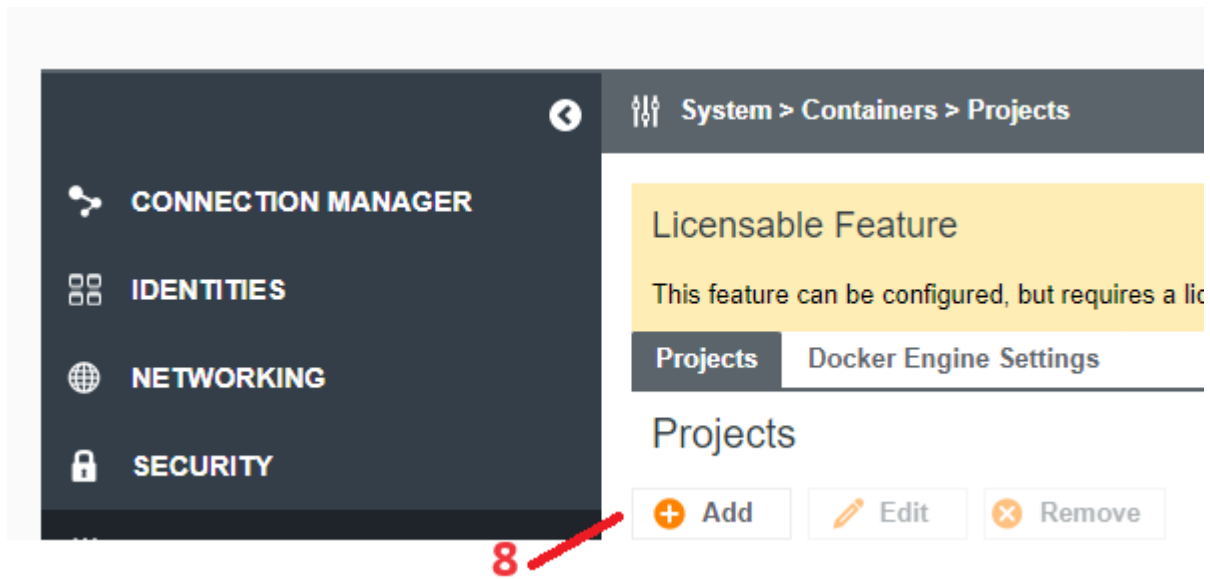 System > Containers > Projects
CONNECTION MANAGER
IDENTITIES
NETWORKING
SECURITY
Licensable Feature
This feature can be configured, but requires a lic
Projects Docker Engine Settings
Projects
Add Edit Remove
8